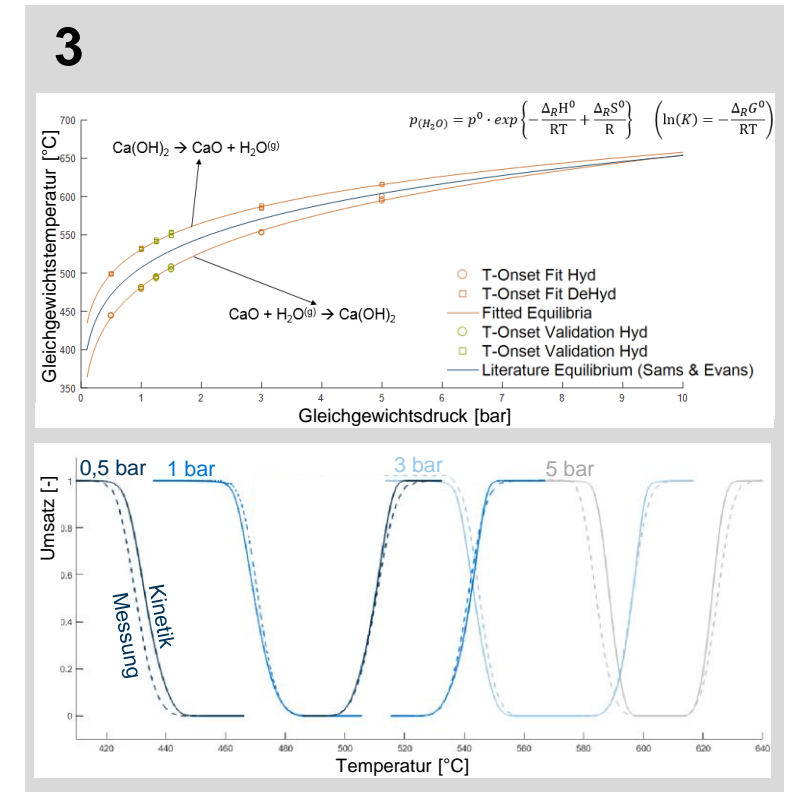 3
p(H₂O) = p⁰ · exp{−ΔRH⁰/RT + ΔRS⁰/R} (ln(K) = −ΔRG⁰/RT)
Gleichgewichtstemperatur [°C]
700
650
600
550
500
450
400
350
Ca(OH)₂ → CaO + H₂O(g)
CaO + H₂O(g) → Ca(OH)₂
T-Onset Fit Hyd
T-Onset Fit DeHyd
Fitted Equilibria
T-Onset Validation Hyd
T-Onset Validation Hyd
Literature Equilibrium (Sams & Evans)
0 1 2 3 4 5 6 7 8 9 10
Gleichgewichtsdruck [bar]
0,5 bar 1 bar 3 bar 5 bar
Umsatz [-]
1
0.8
0.6
0.4
0.2
0
Messung
Kinetik
420 440 460 480 500 520 540 560 580 600 620 640
Temperatur [°C]